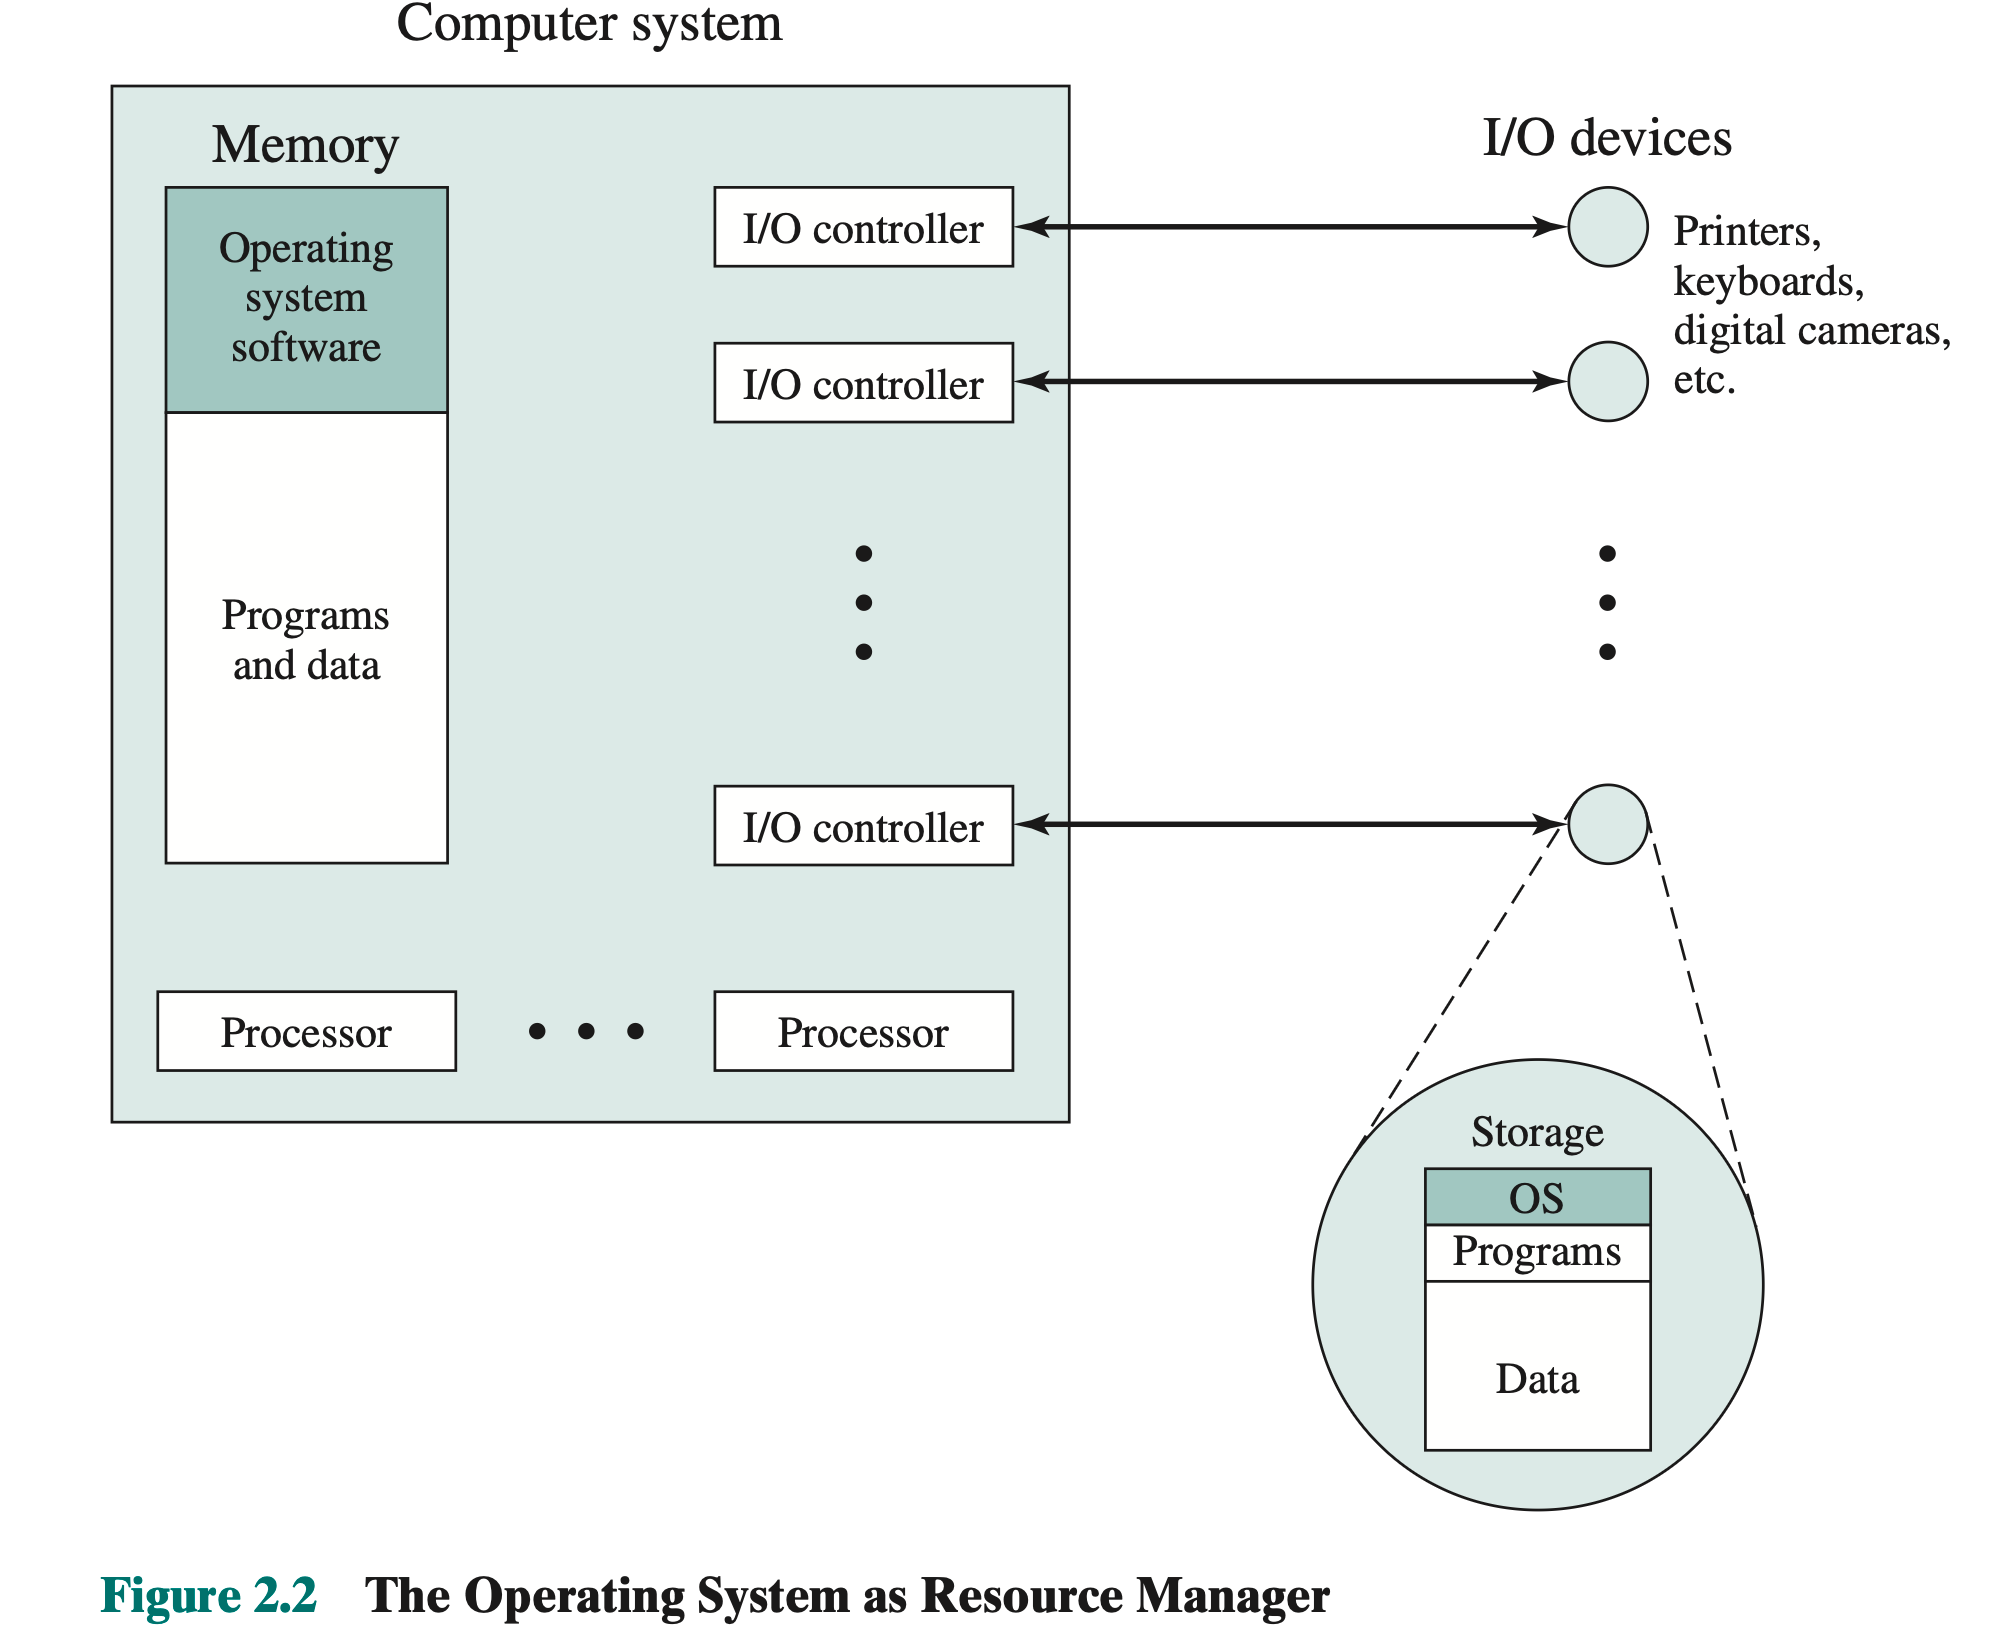 Computer system
Memory
Operating
system
software
Programs
and data
I/O controller
I/O controller
I/O controller
Processor
Processor
I/O devices
Printers,
keyboards,
digital cameras,
etc.
Storage
OS
Programs
Data
Figure 2.2 The Operating System as Resource Manager